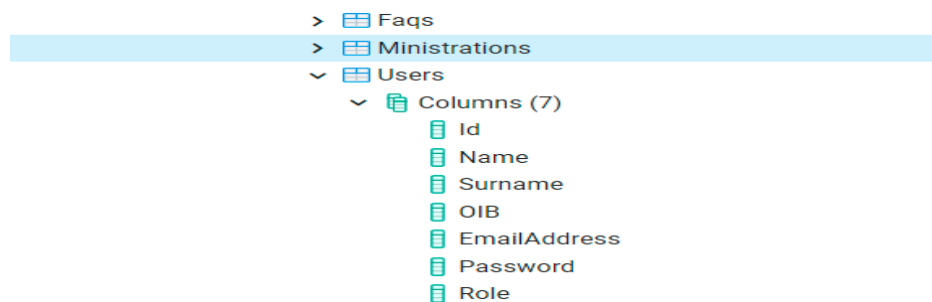 Faqs
Ministrations
Users
Columns (7)
Id
Name
Surname
OIB
EmailAddress
Password
Role